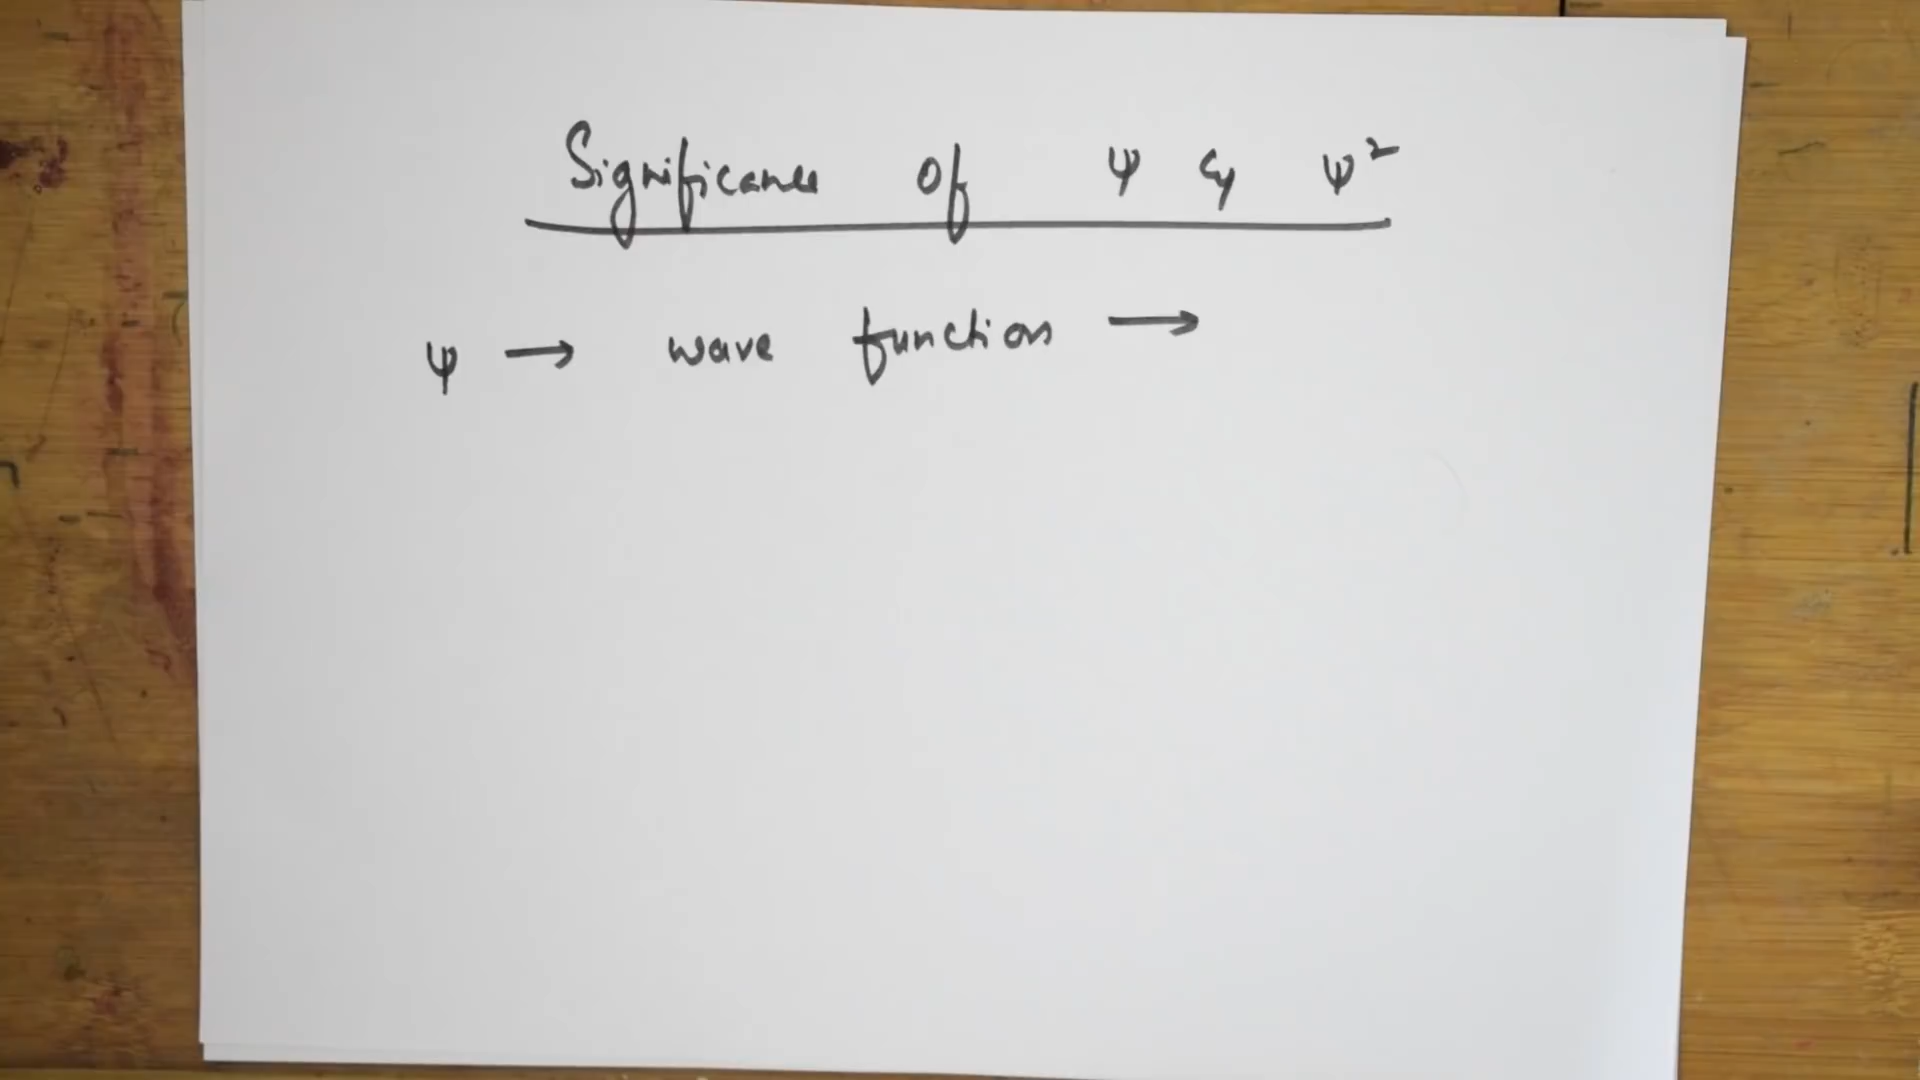 Significance of ψ & ψ²
ψ → wave function →